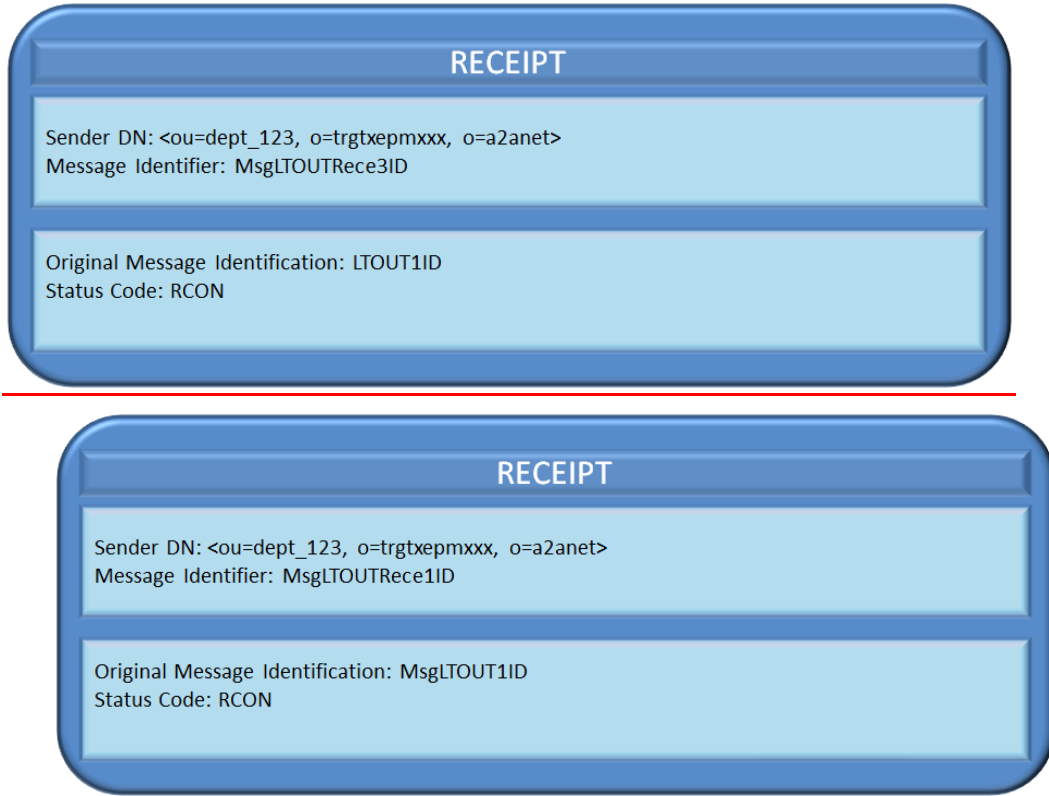 RECEIPT
Sender DN: <ou=dept_123, o=trgtxepmxxx, o=a2anet>
Message Identifier: MsgLTOUTRece3ID
Original Message Identification: LTOUT1ID
Status Code: RCON
RECEIPT
Sender DN: <ou=dept_123, o=trgtxepmxxx, o=a2anet>
Message Identifier: MsgLTOUTRece1ID
Original Message Identification: MsgLTOUT1ID
Status Code: RCON